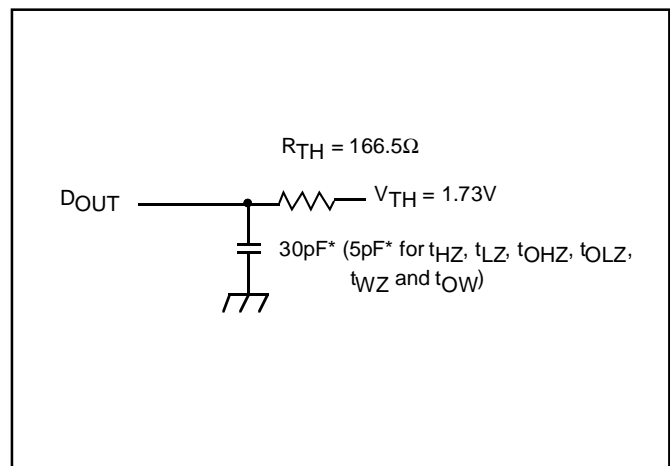 RTH = 166.5Ω
DOUT
VTH = 1.73V
30pF* (5pF* for tHZ, tLZ, tOHZ, tOLZ,
tWZ and tOW)